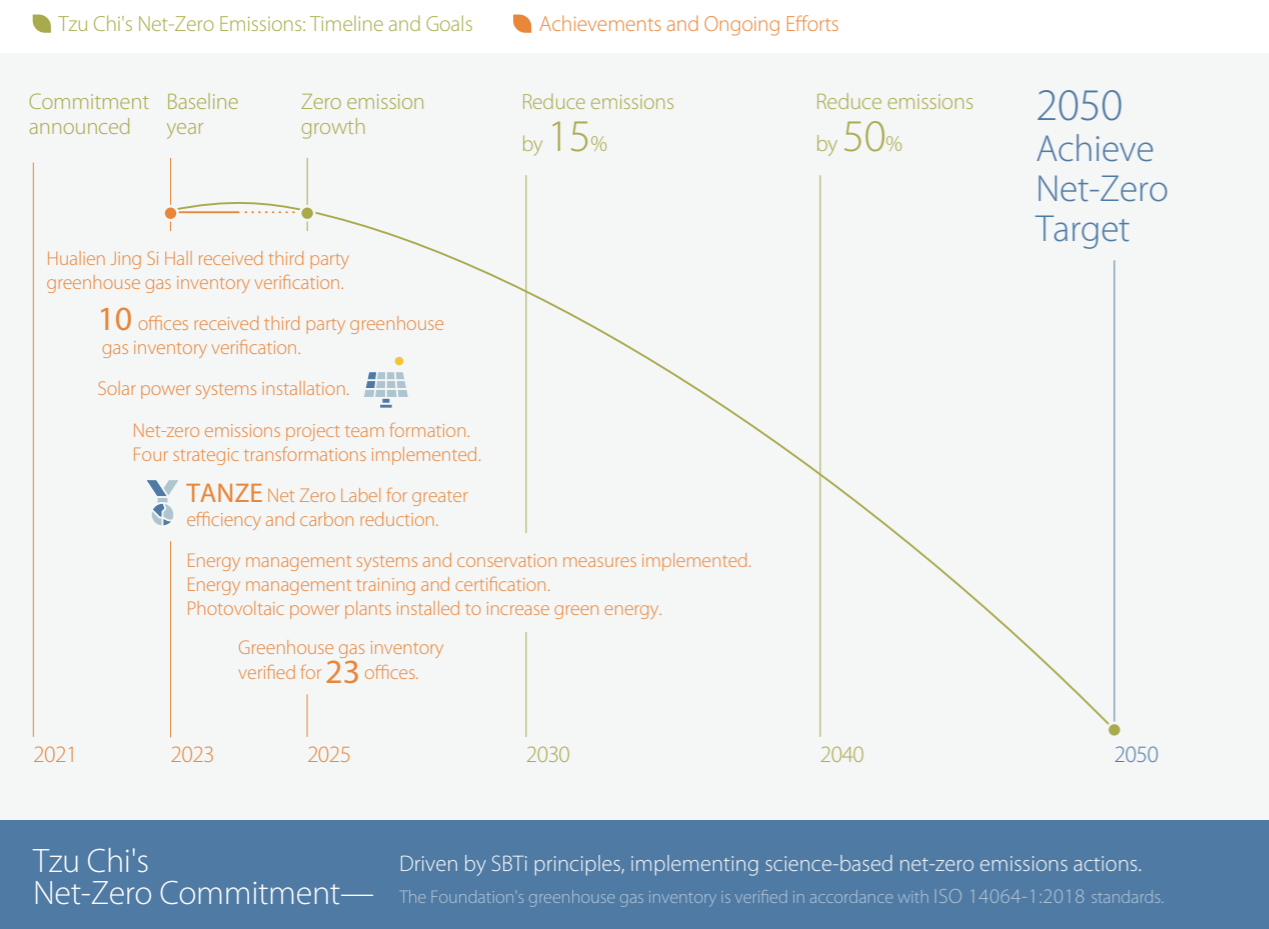 Tzu Chi's Net-Zero Emissions: Timeline and Goals
Achievements and Ongoing Efforts
Commitment
announced
Baseline
year
Zero emission
growth
Reduce emissions
by 15%
Reduce emissions
by 50%
2050
Achieve
Net-Zero
Target
Hualien Jing Si Hall received third party
greenhouse gas inventory verification.
10 offices received third party greenhouse
gas inventory verification.
Solar power systems installation.
Net-zero emissions project team formation.
Four strategic transformations implemented.
TANZE Net Zero Label for greater
efficiency and carbon reduction.
Energy management systems and conservation measures implemented.
Energy management training and certification.
Photovoltaic power plants installed to increase green energy.
Greenhouse gas inventory
verified for 23 offices.
2021
2023
2025
2030
2040
2050
Tzu Chi's
Net-Zero Commitment—
Driven by SBTi principles, implementing science-based net-zero emissions actions.
The Foundation's greenhouse gas inventory is verified in accordance with ISO 14064-1:2018 standards.